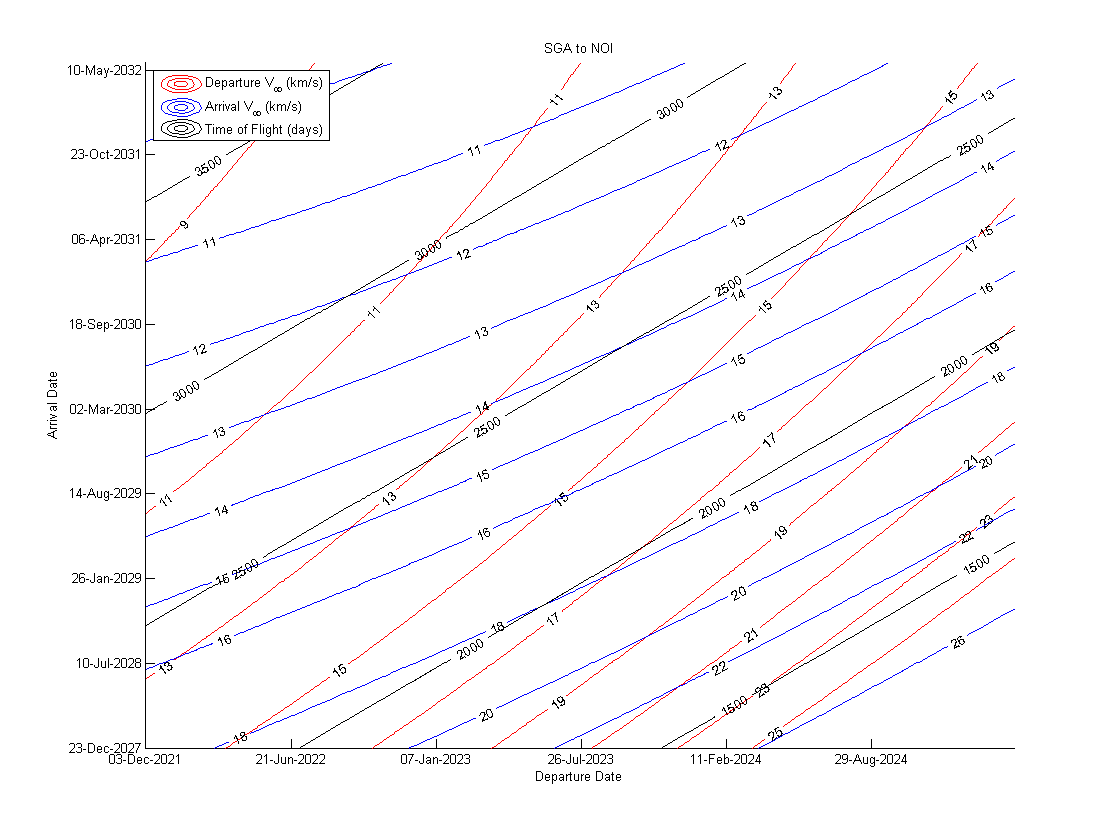 SGA to NOI
10-May-2032
Departure V∞ (km/s)
Arrival V∞ (km/s)
Time of Flight (days)
23-Oct-2031
06-Apr-2031
18-Sep-2030
02-Mar-2030
14-Aug-2029
26-Jan-2029
10-Jul-2028
23-Dec-2027
Arrival Date
03-Dec-2021 21-Jun-2022 07-Jan-2023 26-Jul-2023 11-Feb-2024 29-Aug-2024
Departure Date
11 13 15 13
3000
12 2500
11
3500
14
9 11 13 15 17
3000 12
2500 14 16
11 13 15
13 19
12 15 2000 18
3000
14 16
13 2500 17
15 21 20
11 13 15
14 2000 18
16 19 22 23
15 2500 1500
20
18 17 21
16 2000 26
13 15 22
23
19 1500
20
18 25